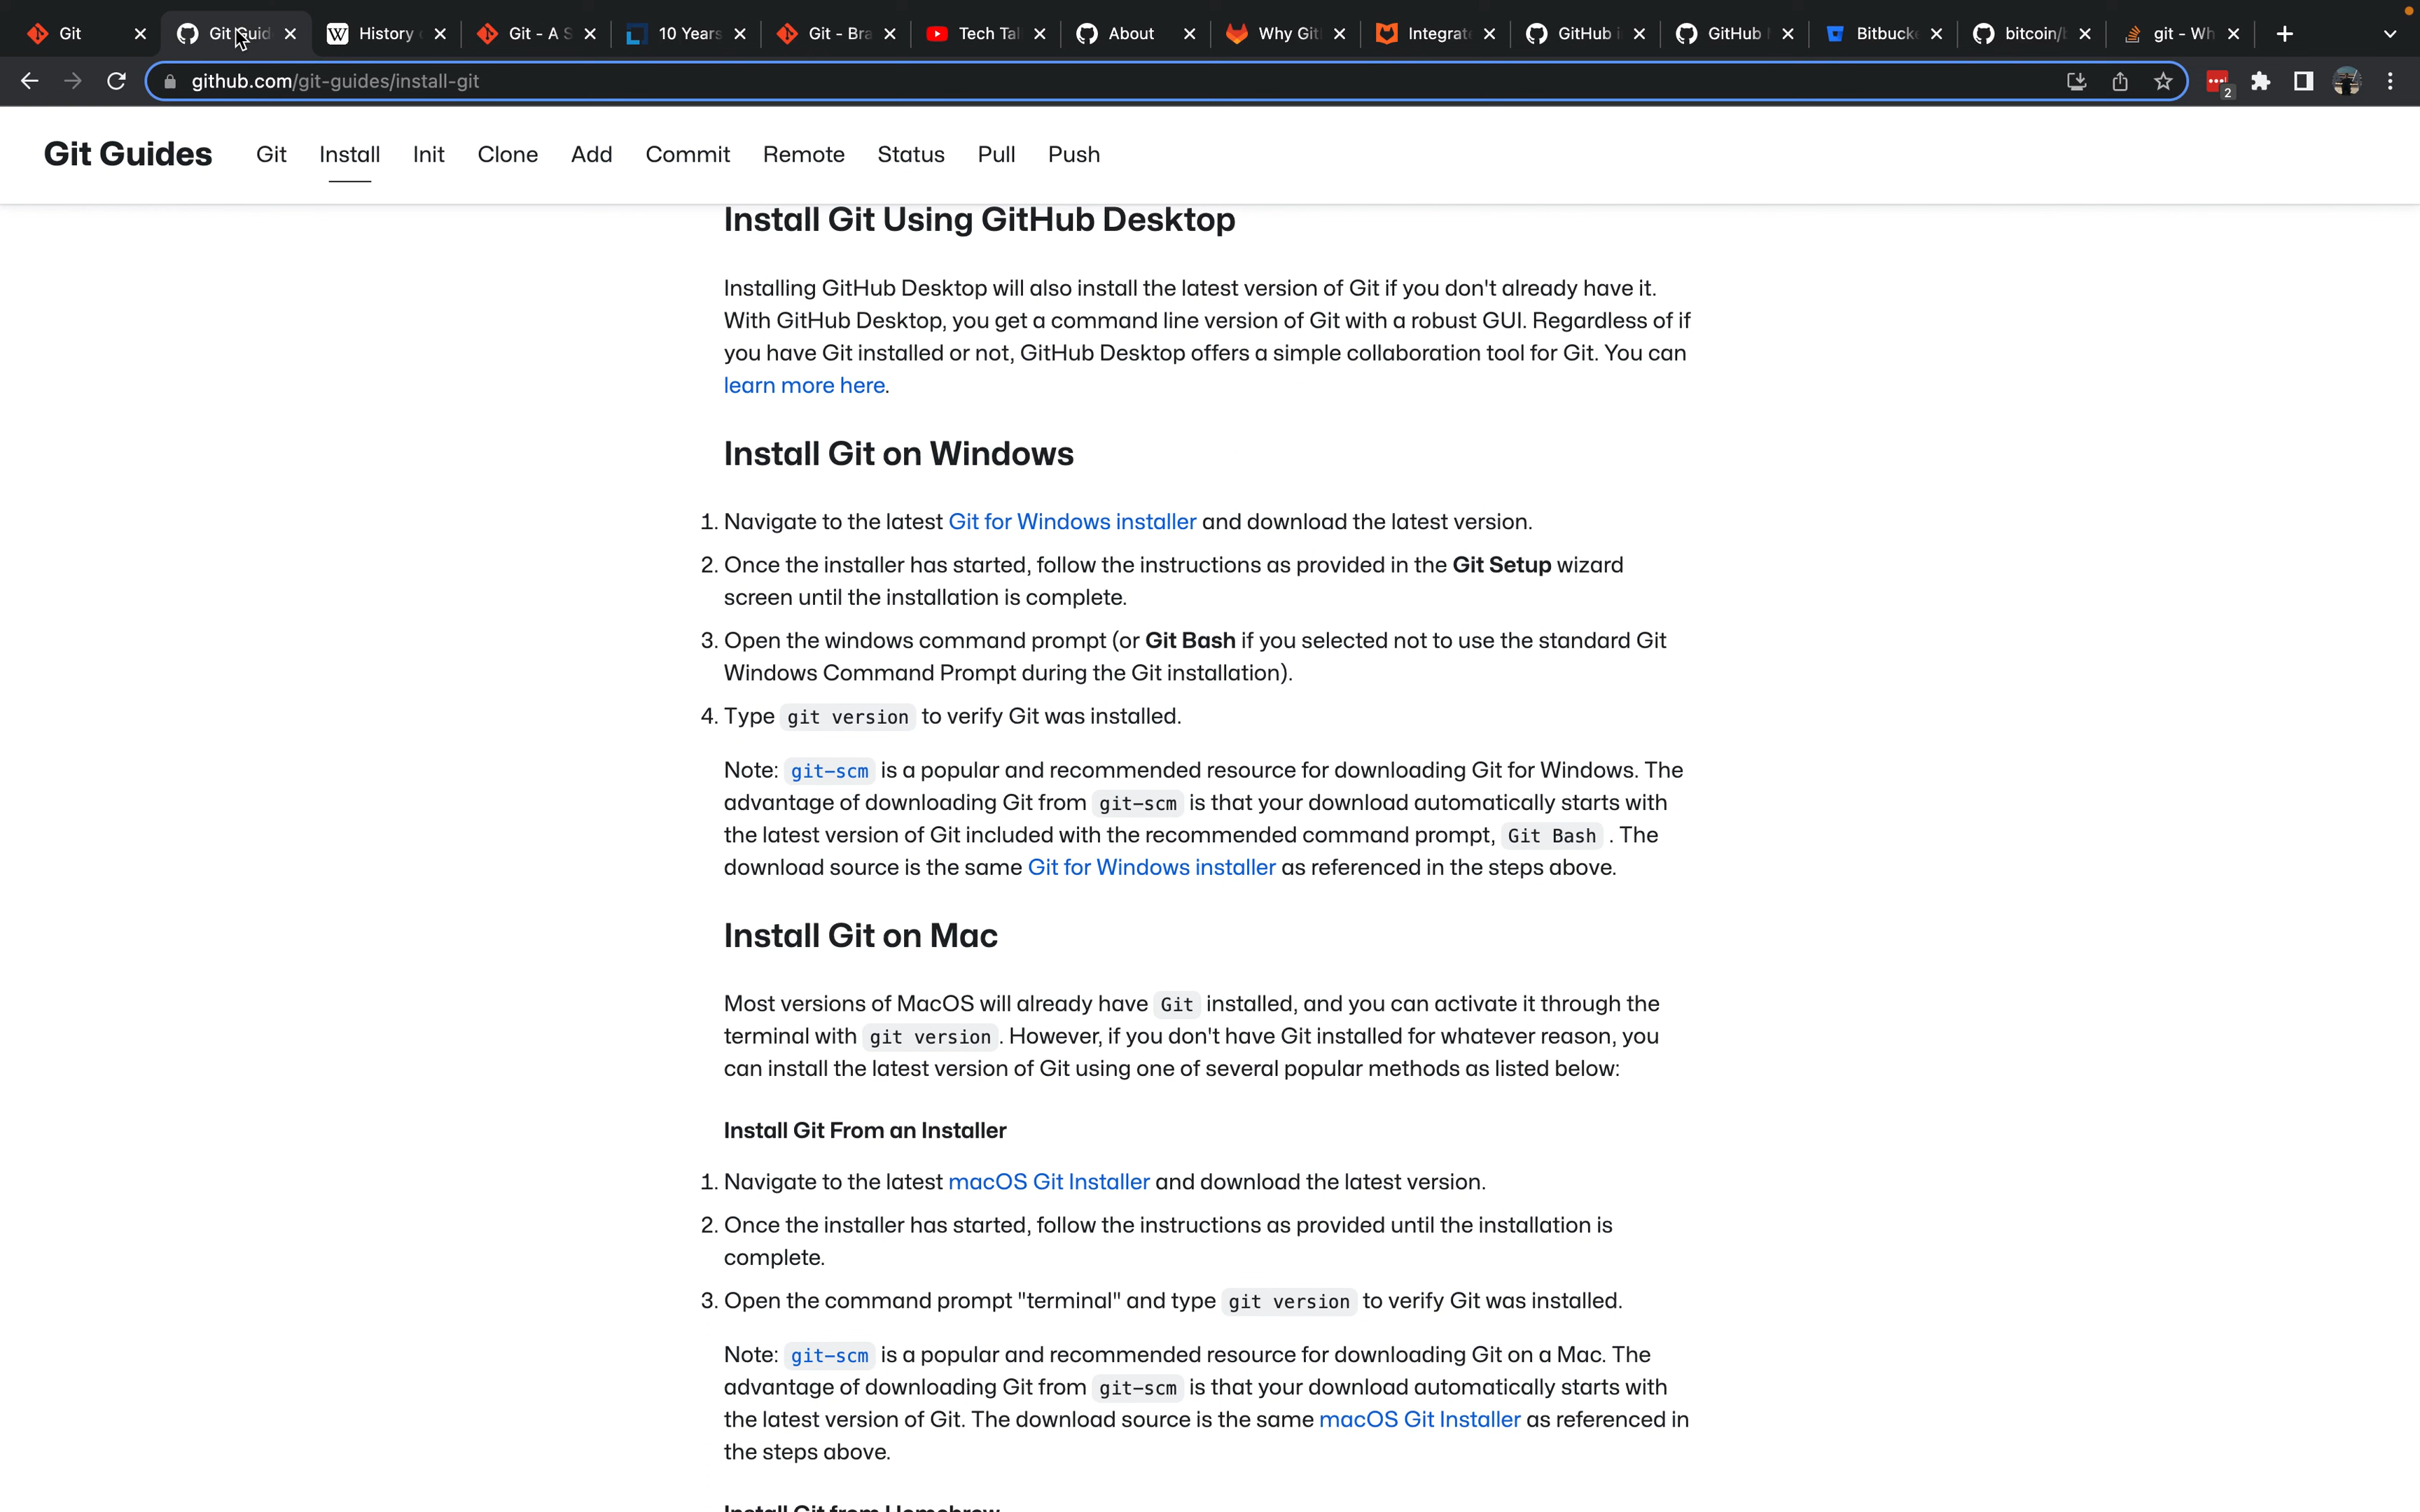 Git
Git Guid
History
Git - A S
10 Years
Git - Bra
Tech Tal
About
Why Git
Integrat
GitHub i
GitHub
Bitbuck
bitcoin/b
git - Wh
github.com/git-guides/install-git
2
Git Guides Git Install Init Clone Add Commit Remote Status Pull Push
Install Git Using GitHub Desktop
Installing GitHub Desktop will also install the latest version of Git if you don't already have it.
With GitHub Desktop, you get a command line version of Git with a robust GUI. Regardless of if
you have Git installed or not, GitHub Desktop offers a simple collaboration tool for Git. You can
learn more here.
Install Git on Windows
1. Navigate to the latest Git for Windows installer and download the latest version.
2. Once the installer has started, follow the instructions as provided in the Git Setup wizard
screen until the installation is complete.
3. Open the windows command prompt (or Git Bash if you selected not to use the standard Git
Windows Command Prompt during the Git installation).
4. Type git version to verify Git was installed.
Note: git-scm is a popular and recommended resource for downloading Git for Windows. The
advantage of downloading Git from git-scm is that your download automatically starts with
the latest version of Git included with the recommended command prompt, Git Bash . The
download source is the same Git for Windows installer as referenced in the steps above.
Install Git on Mac
Most versions of MacOS will already have Git installed, and you can activate it through the
terminal with git version . However, if you don't have Git installed for whatever reason, you
can install the latest version of Git using one of several popular methods as listed below:
Install Git From an Installer
1. Navigate to the latest macOS Git Installer and download the latest version.
2. Once the installer has started, follow the instructions as provided until the installation is
complete.
3. Open the command prompt "terminal" and type git version to verify Git was installed.
Note: git-scm is a popular and recommended resource for downloading Git on a Mac. The
advantage of downloading Git from git-scm is that your download automatically starts with
the latest version of Git. The download source is the same macOS Git Installer as referenced in
the steps above.
Install Git from Homebrew